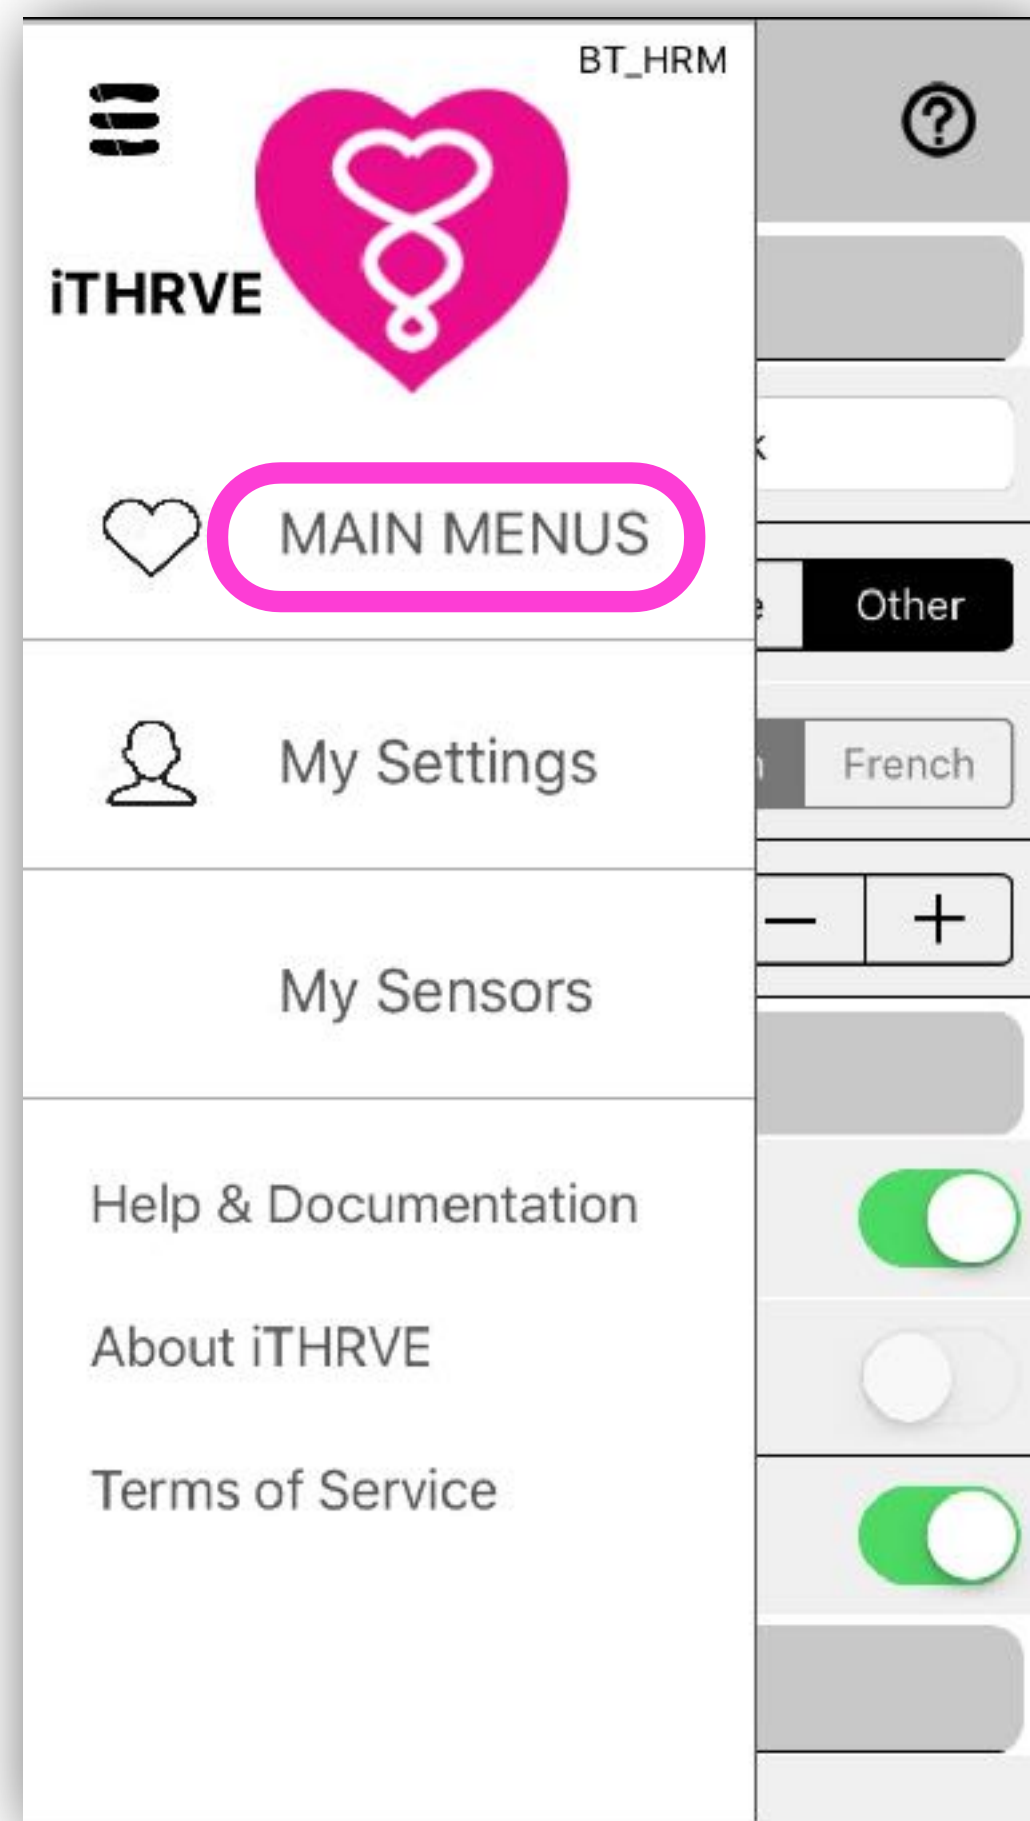 BT_HRM
iTHRVE
MAIN MENUS
Other
My Settings
French
My Sensors
Help & Documentation
About iTHRVE
Terms of Service